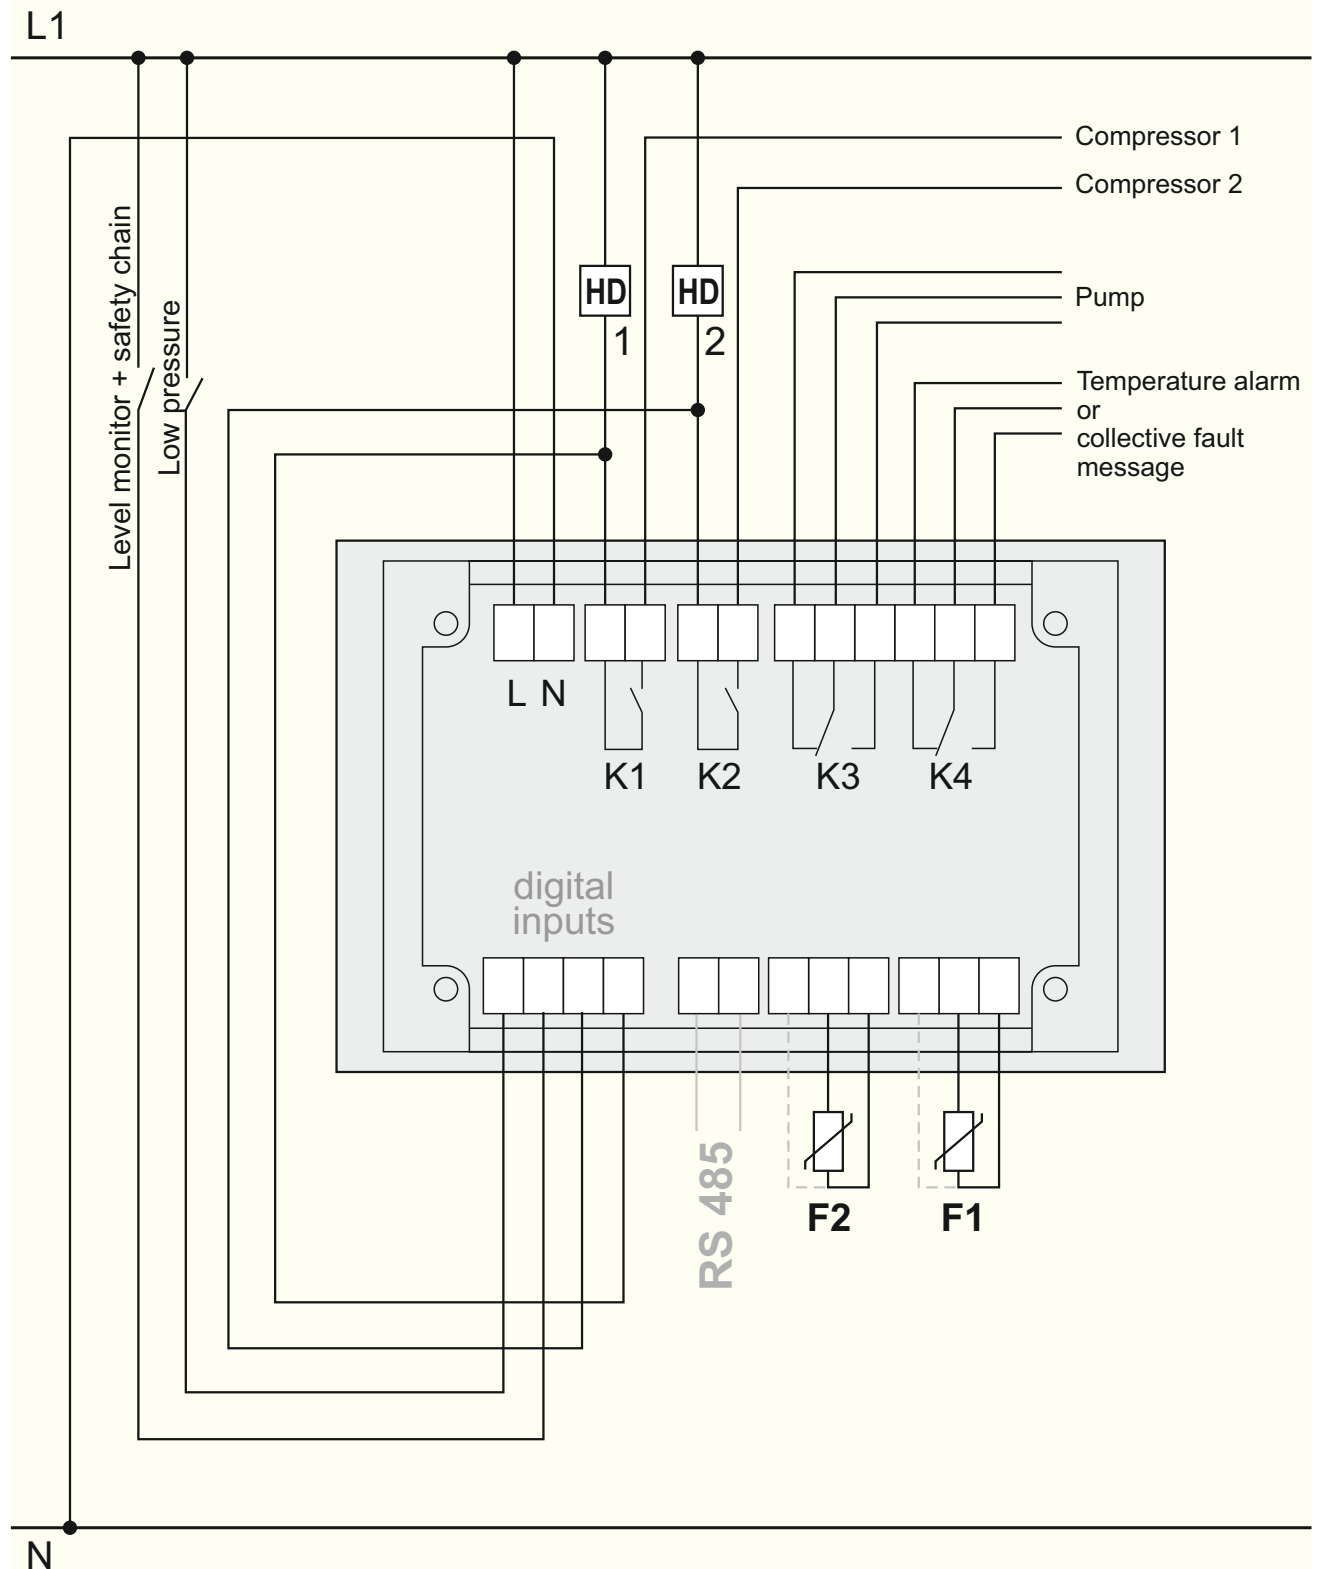 L1
Compressor 1
Compressor 2
Level monitor + safety chain
Low pressure
HD
1
HD
2
Pump
Temperature alarm
or
collective fault
message
L N
K1
K2
K3
K4
digital
inputs
RS 485
F2
F1
N